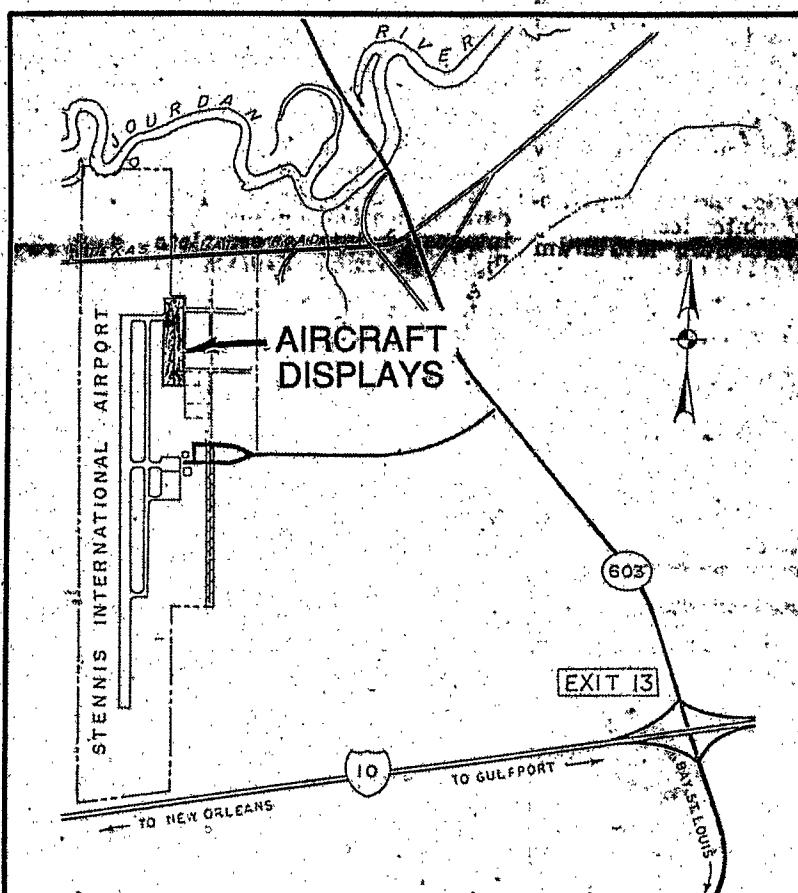 RIVER
JOURDAN
TEXAS
AIRCRAFT
DISPLAYS
STENNIS INTERNATIONAL AIRPORT
603
EXIT 13
10
TO GULFPORT
TO NEW ORLEANS
BAY ST. LOUIS